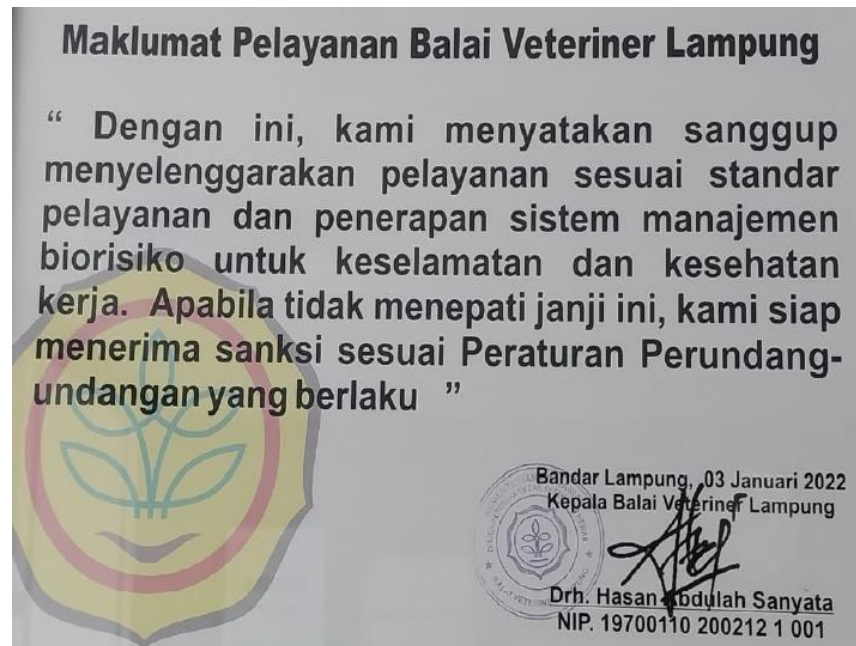 Maklumat Pelayanan Balai Veteriner Lampung
“ Dengan ini, kami menyatakan sanggup
menyelenggarakan pelayanan sesuai standar
pelayanan dan penerapan sistem manajemen
biorisiko untuk keselamatan dan kesehatan
kerja. Apabila tidak menepati janji ini, kami siap
menerima sanksi sesuai Peraturan Perundang-
undangan yang berlaku ”
Bandar Lampung, 03 Januari 2022
Kepala Balai Veteriner Lampung
Drh. Hasan Abdulah Sanyata
NIP. 19700110 200212 1 001